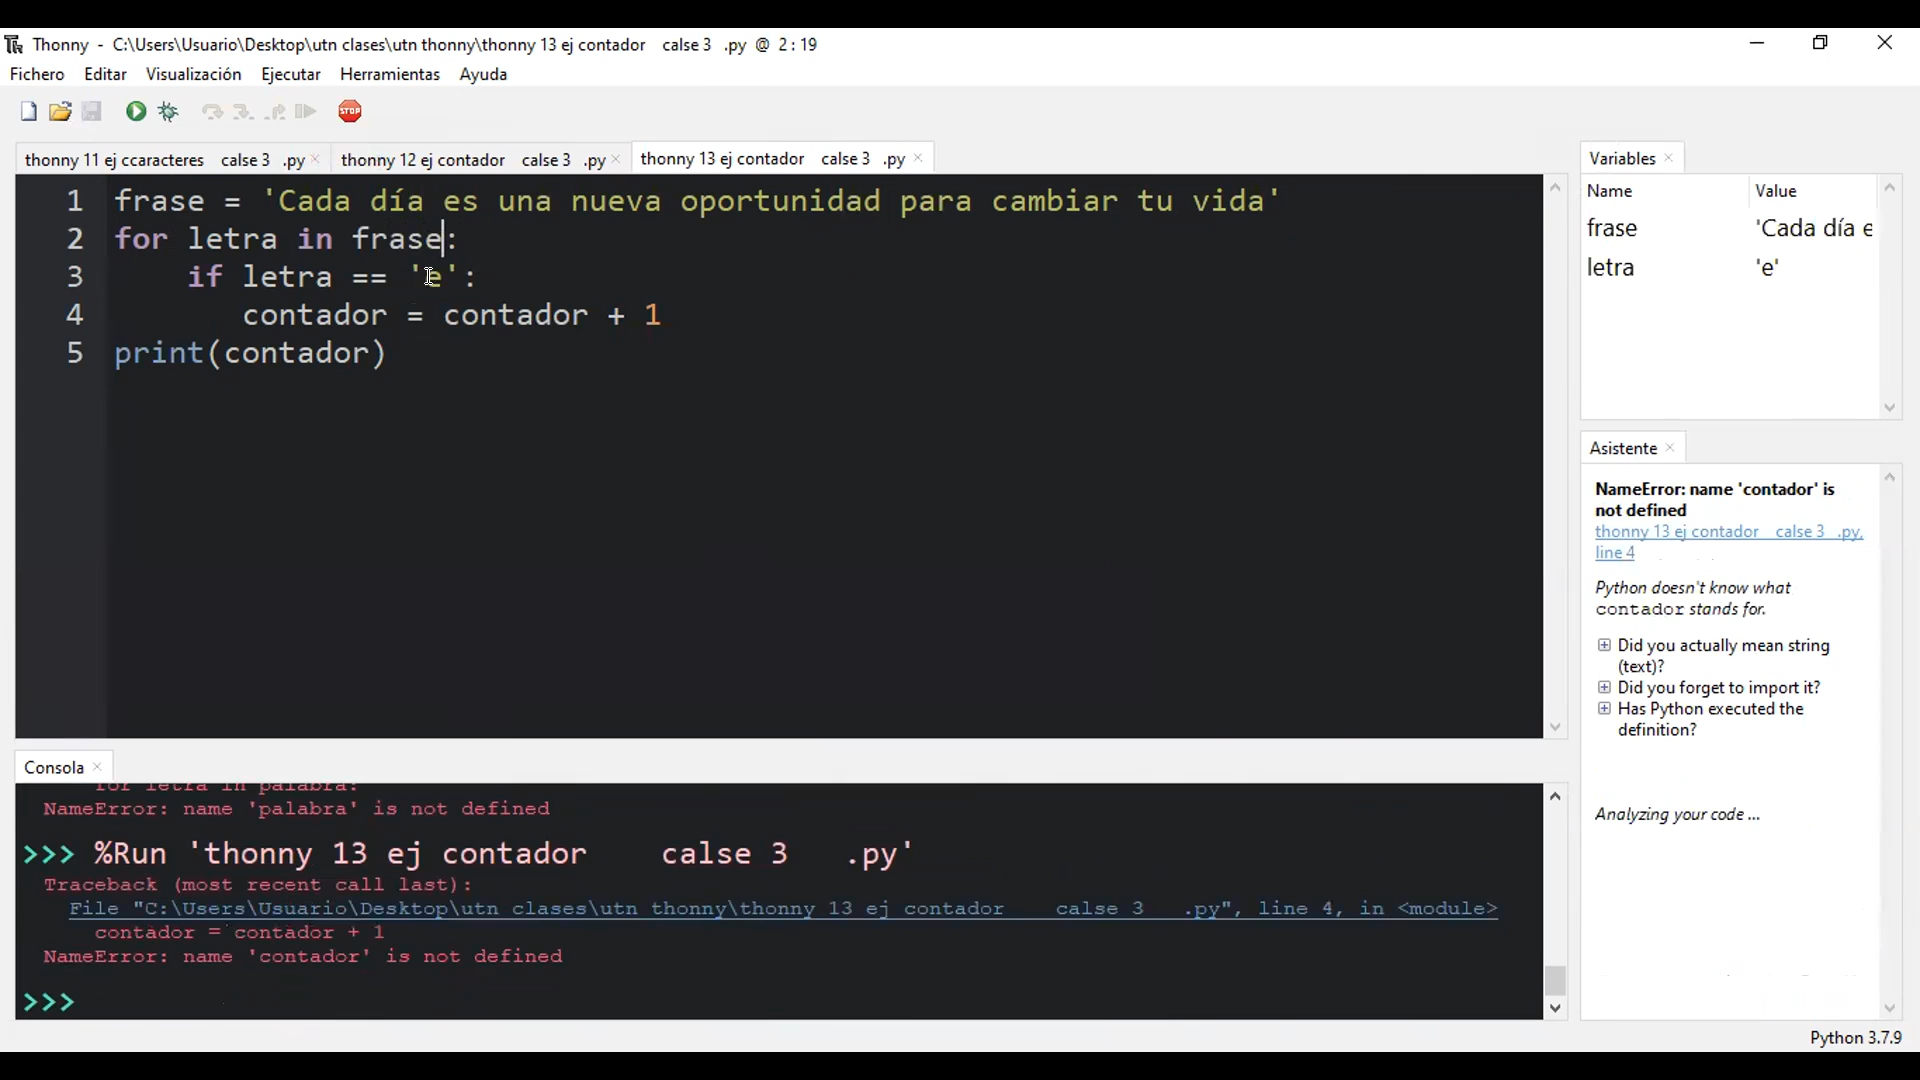 Thonny - C:\Users\Usuario\Desktop\utn clases\utn thonny\thonny 13 ej contador calse 3 .py @ 2 : 19
Fichero Editar Visualización Ejecutar Herramientas Ayuda
STOP
thonny 11 ej ccaracteres calse 3 .py thonny 12 ej contador calse 3 .py thonny 13 ej contador calse 3 .py
1 frase = 'Cada día es una nueva oportunidad para cambiar tu vida'
2 for letra in frase:
3 if letra == 'e':
4 contador = contador + 1
5 print(contador)
Variables
Name Value
frase 'Cada día e
letra 'e'
Asistente
NameError: name 'contador' is
not defined
thonny 13 ej contador calse 3 .py,
line 4
Python doesn't know what
contador stands for.
Did you actually mean string
(text)?
Did you forget to import it?
Has Python executed the
definition?
Analyzing your code ...
Consola
for letra in palabra:
NameError: name 'palabra' is not defined
>>> %Run 'thonny 13 ej contador calse 3 .py'
Traceback (most recent call last):
File "C:\Users\Usuario\Desktop\utn clases\utn thonny\thonny 13 ej contador calse 3 .py", line 4, in <module>
contador = contador + 1
NameError: name 'contador' is not defined
>>>
Python 3.7.9